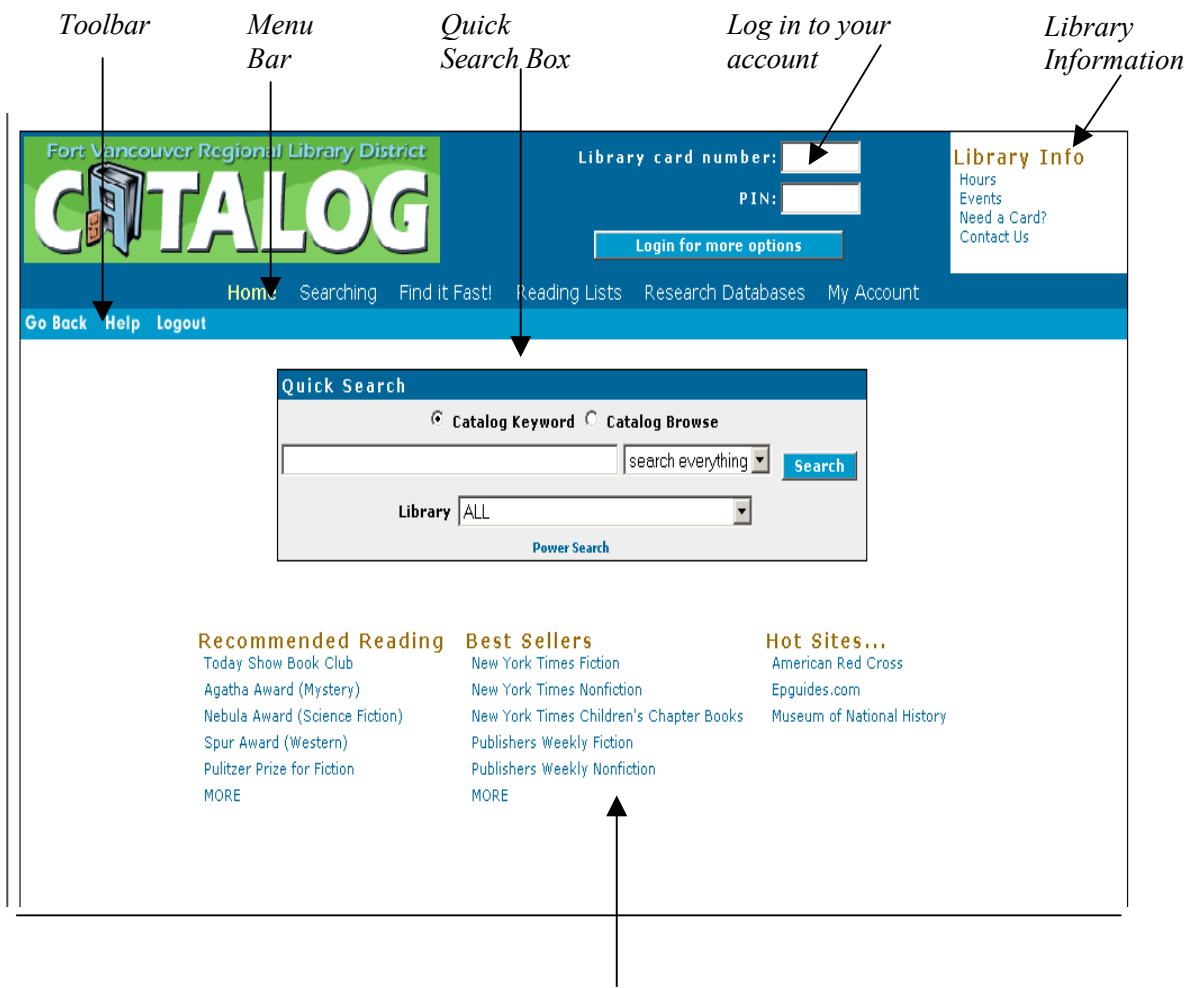 Toolbar
Menu
Bar
Quick
Search Box
Log in to your
account
Library
Information
Fort Vancouver Regional Library District
CATALOG
Library card number:
PIN:
Login for more options
Library Info
Hours
Events
Need a Card?
Contact Us
Home Searching Find it Fast! Reading Lists Research Databases My Account
Go Back Help Logout
Quick Search
Catalog Keyword Catalog Browse
search everything Search
Library ALL
Power Search
Recommended Reading
Today Show Book Club
Agatha Award (Mystery)
Nebula Award (Science Fiction)
Spur Award (Western)
Pulitzer Prize for Fiction
MORE
Best Sellers
New York Times Fiction
New York Times Nonfiction
New York Times Children's Chapter Books
Publishers Weekly Fiction
Publishers Weekly Nonfiction
MORE
Hot Sites...
American Red Cross
Epguides.com
Museum of National History